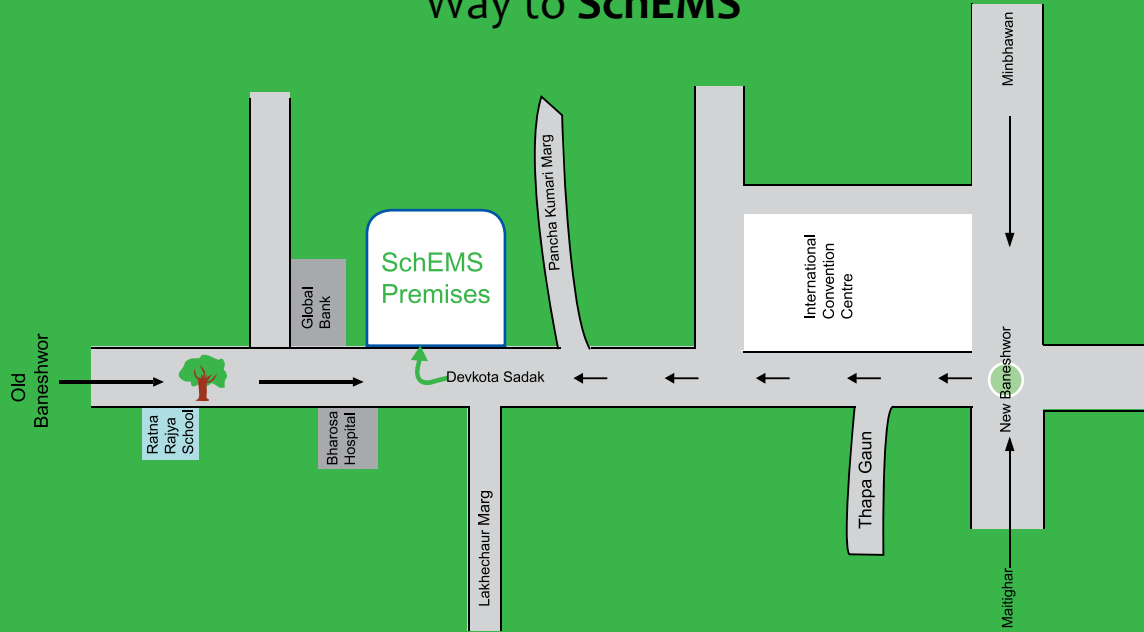 Way to SchEMS
Minbhawan
Pancha Kumari Marg
SchEMS
Premises
International
Convention
Centre
Global
Bank
Old
Baneshwor
Devkota Sadak
New Baneshwor
Ratna
Rajya
School
Bharosa
Hospital
Thapa Gaun
Lakhechaur Marg
Maitighar